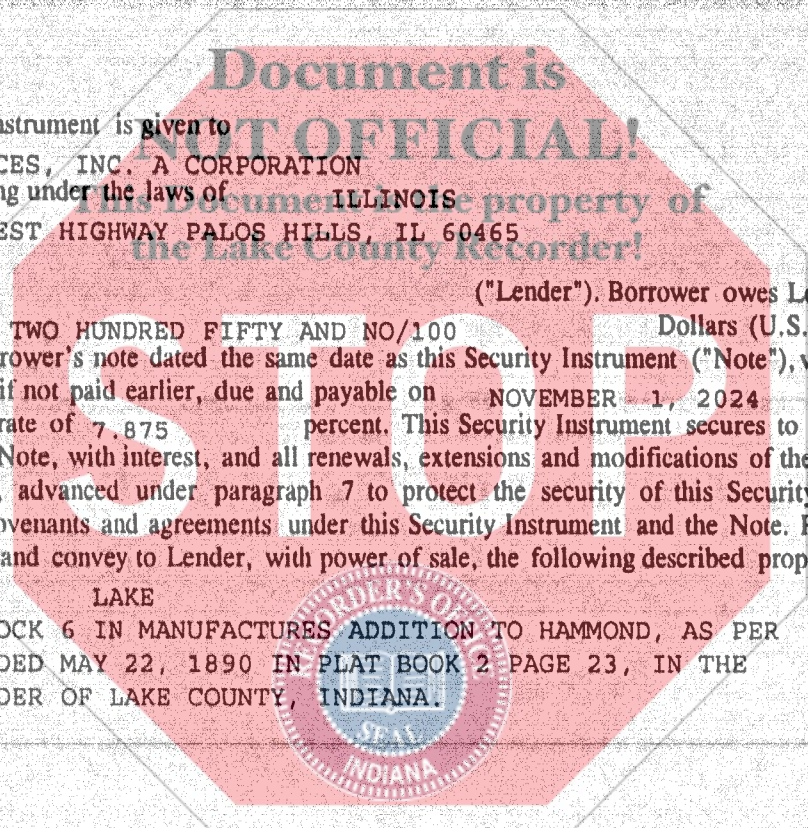 Document is
nstrument is given to
NOT OFFICIAL!
CES, INC. A CORPORATION
ng under the laws of ILLINOIS
This Document is the property of
EST HIGHWAY PALOS HILLS, IL 60465
the Lake County Recorder!
("Lender"). Borrower owes Le
TWO HUNDRED FIFTY AND NO/100 Dollars (U.S.
rower's note dated the same date as this Security Instrument ("Note"), w
if not paid earlier, due and payable on NOVEMBER 1, 2024
rate of 7.875 percent. This Security Instrument secures to
Note, with interest, and all renewals, extensions and modifications of the
, advanced under paragraph 7 to protect the security of this Security
ovenants and agreements under this Security Instrument and the Note.
and convey to Lender, with power of sale, the following described prop
STOP
LAKE
OCK 6 IN MANUFACTURES ADDITION TO HAMMOND, AS PER
DED MAY 22, 1890 IN PLAT BOOK 2 PAGE 23, IN THE
DER OF LAKE COUNTY, INDIANA.
RECORDER'S OFFICE
SEAL
INDIANA